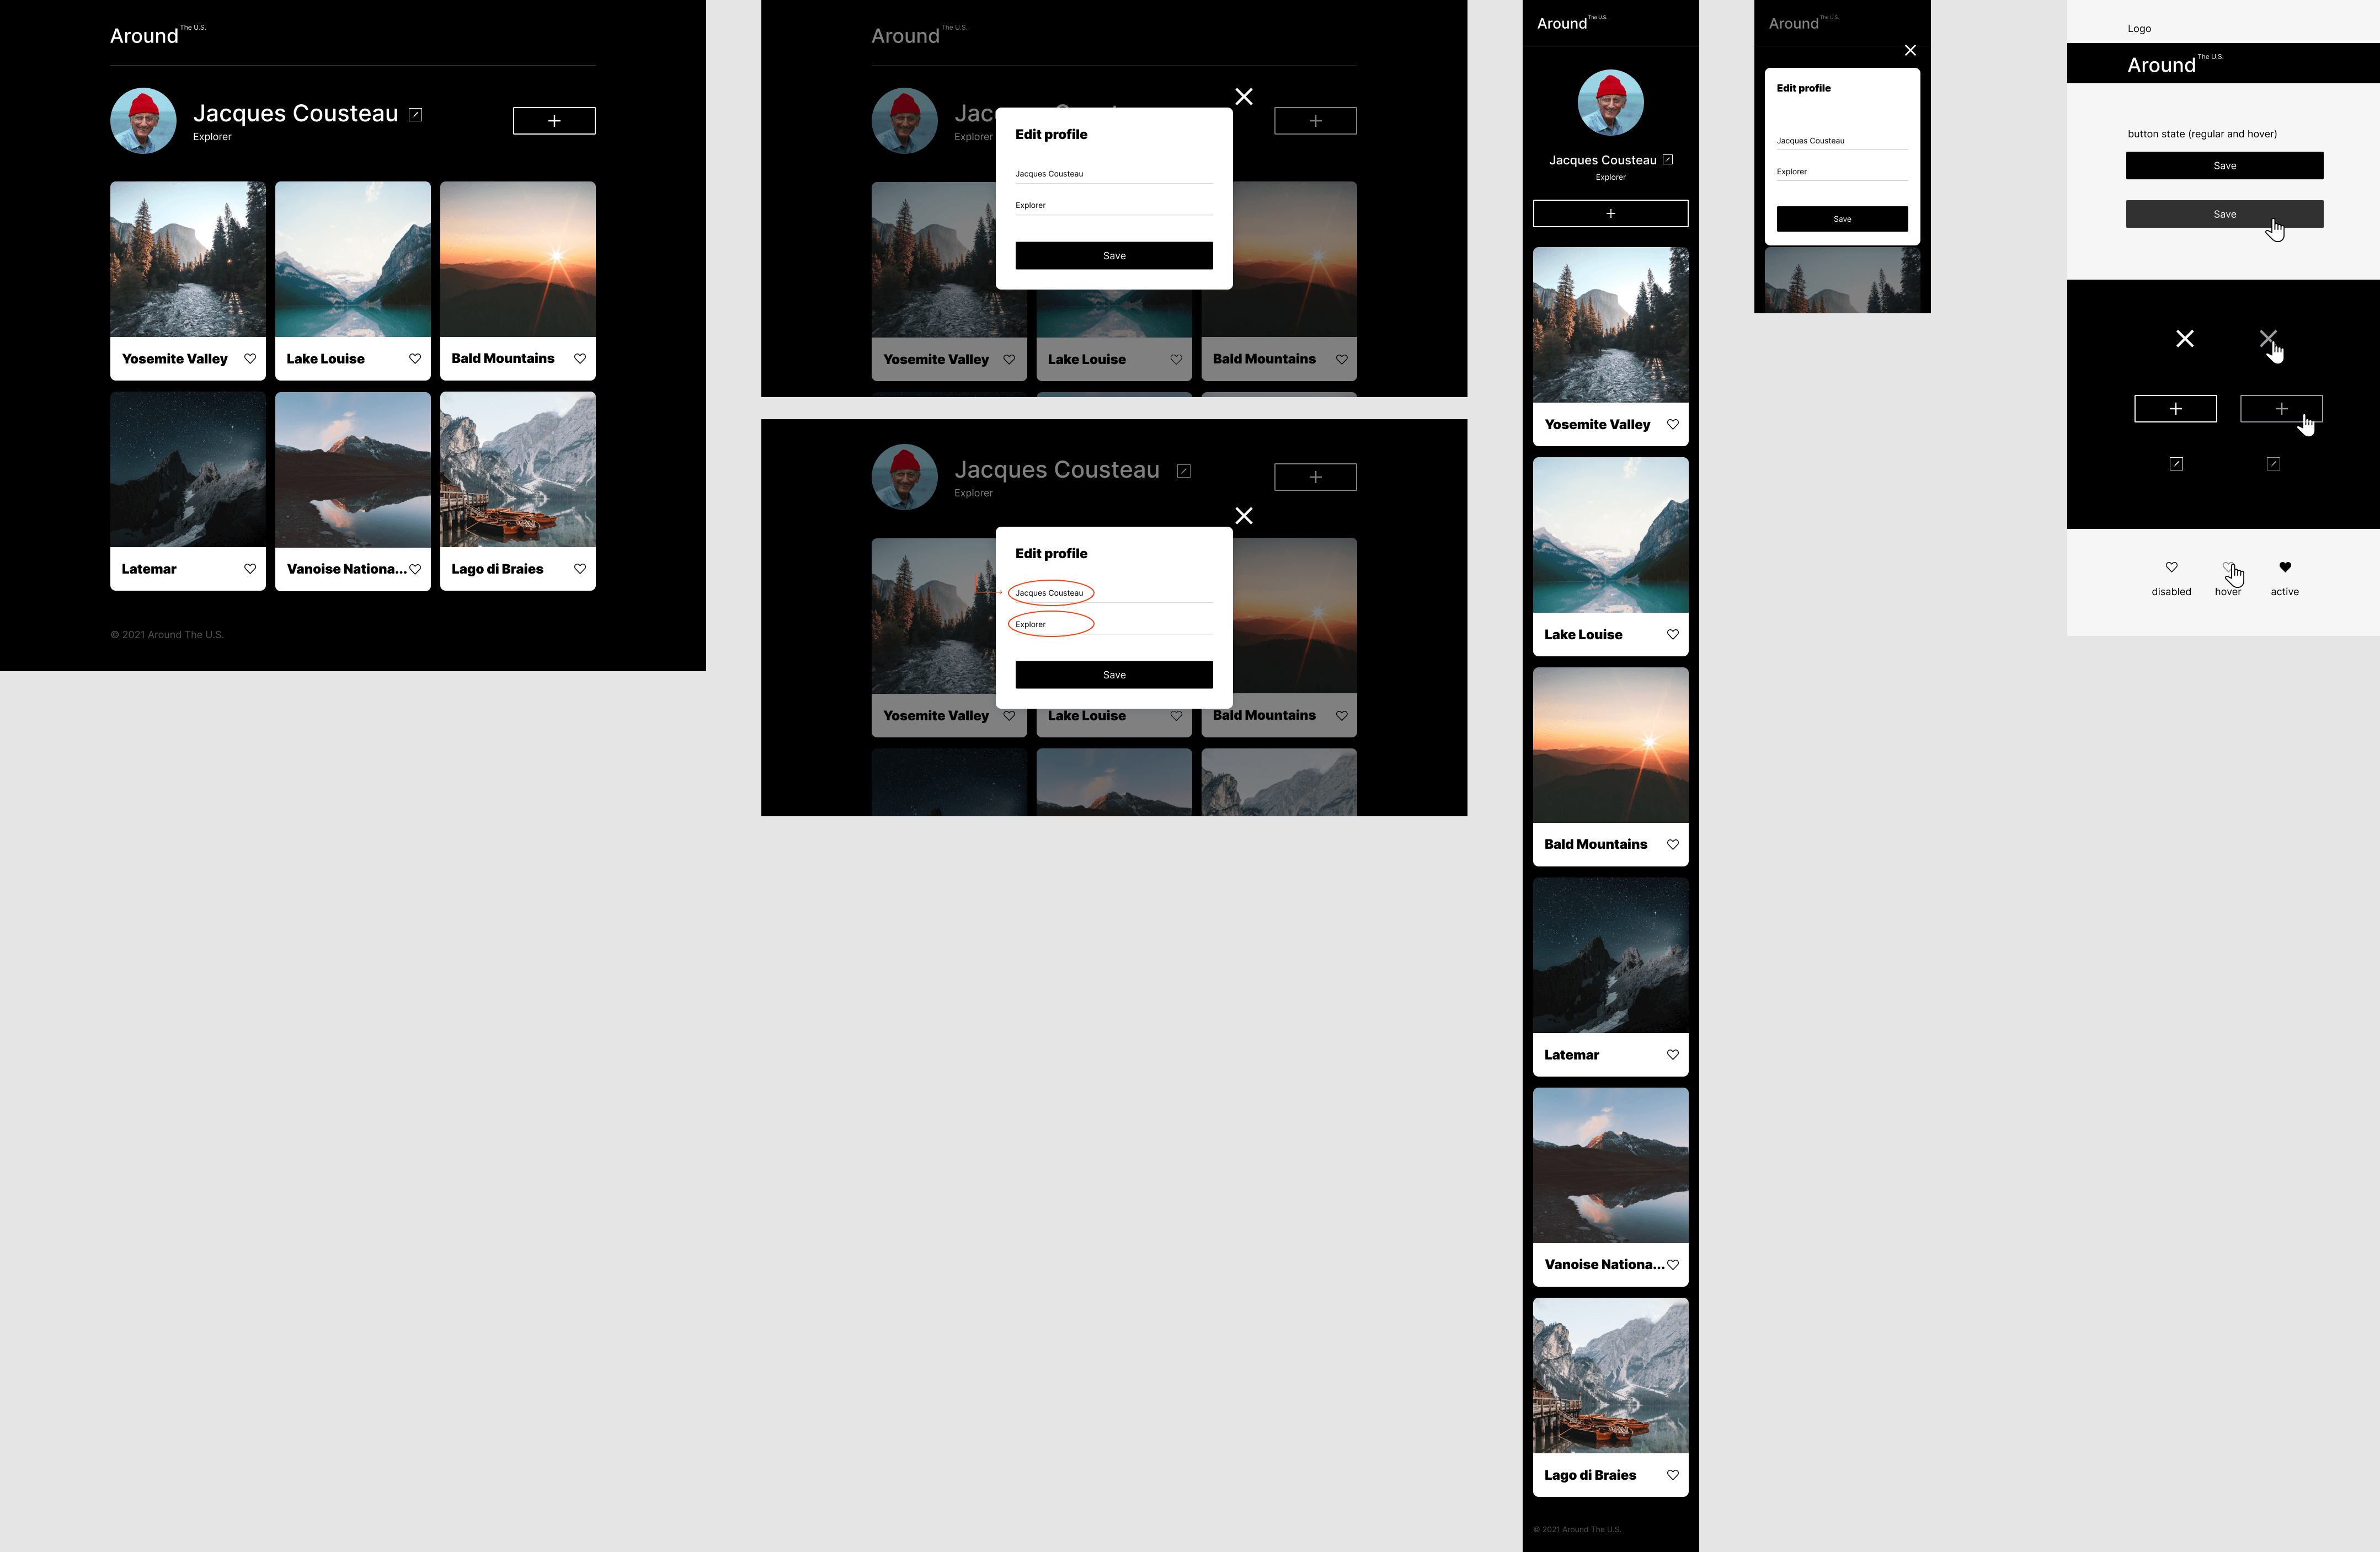 Around The U.S.
Jacques Cousteau
Explorer
Yosemite Valley
Lake Louise
Bald Mountains
Latemar
Vanoise Nationa...
Lago di Braies
© 2021 Around The U.S.
Around The U.S.
Explorer
Edit profile
Jacques Cousteau
Explorer
Save
Yosemite Valley
Lake Louise
Bald Mountains
Jacques Cousteau
Explorer
Edit profile
Jacques Cousteau
Explorer
Save
Yosemite Valley
Lake Louise
Bald Mountains
Around The U.S.
Jacques Cousteau
Explorer
Yosemite Valley
Lake Louise
Bald Mountains
Latemar
Vanoise Nationa...
Lago di Braies
© 2021 Around The U.S.
Around The U.S.
Edit profile
Jacques Cousteau
Explorer
Save
Logo
Around The U.S.
button state (regular and hover)
Save
Save
disabled
hover
active